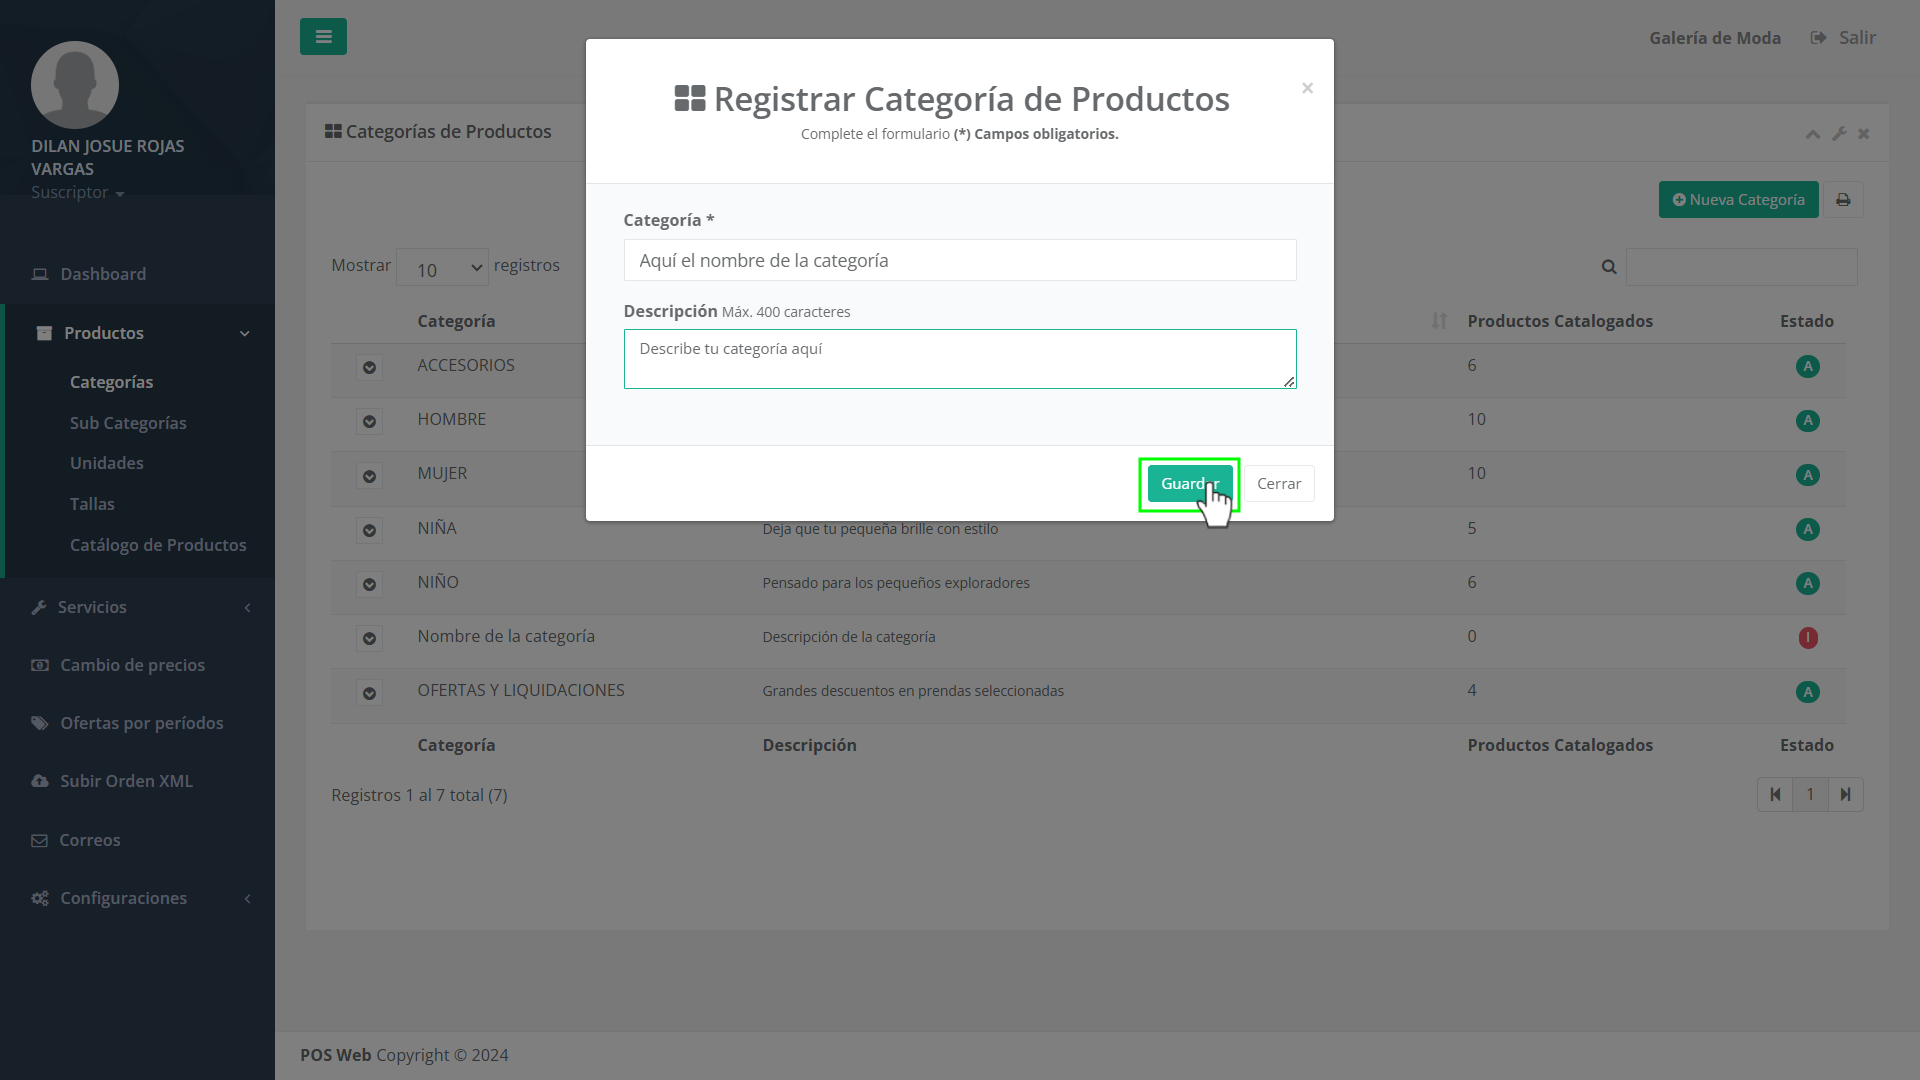 DILAN JOSUE ROJAS
VARGAS
Suscriptor
Dashboard
Productos
Categorías
Sub Categorías
Unidades
Tallas
Catálogo de Productos
Servicios
Cambio de precios
Ofertas por períodos
Subir Orden XML
Correos
Configuraciones
Galería de Moda
Salir
Categorías de Productos
Nueva Categoría
Mostrar 10 registros
Categoría Productos Catalogados Estado
ACCESORIOS 6 A
HOMBRE 10 A
MUJER 10 A
NIÑA Deja que tu pequeña brille con estilo 5 A
NIÑO Pensado para los pequeños exploradores 6 A
Nombre de la categoría Descripción de la categoría 0 I
OFERTAS Y LIQUIDACIONES Grandes descuentos en prendas seleccionadas 4 A
Categoría Descripción Productos Catalogados Estado
Registros 1 al 7 total (7)
1
Registrar Categoría de Productos
×
Complete el formulario (*) Campos obligatorios.
Categoría *
Aquí el nombre de la categoría
Descripción Máx. 400 caracteres
Describe tu categoría aquí
Guardar
Cerrar
POS Web Copyright © 2024